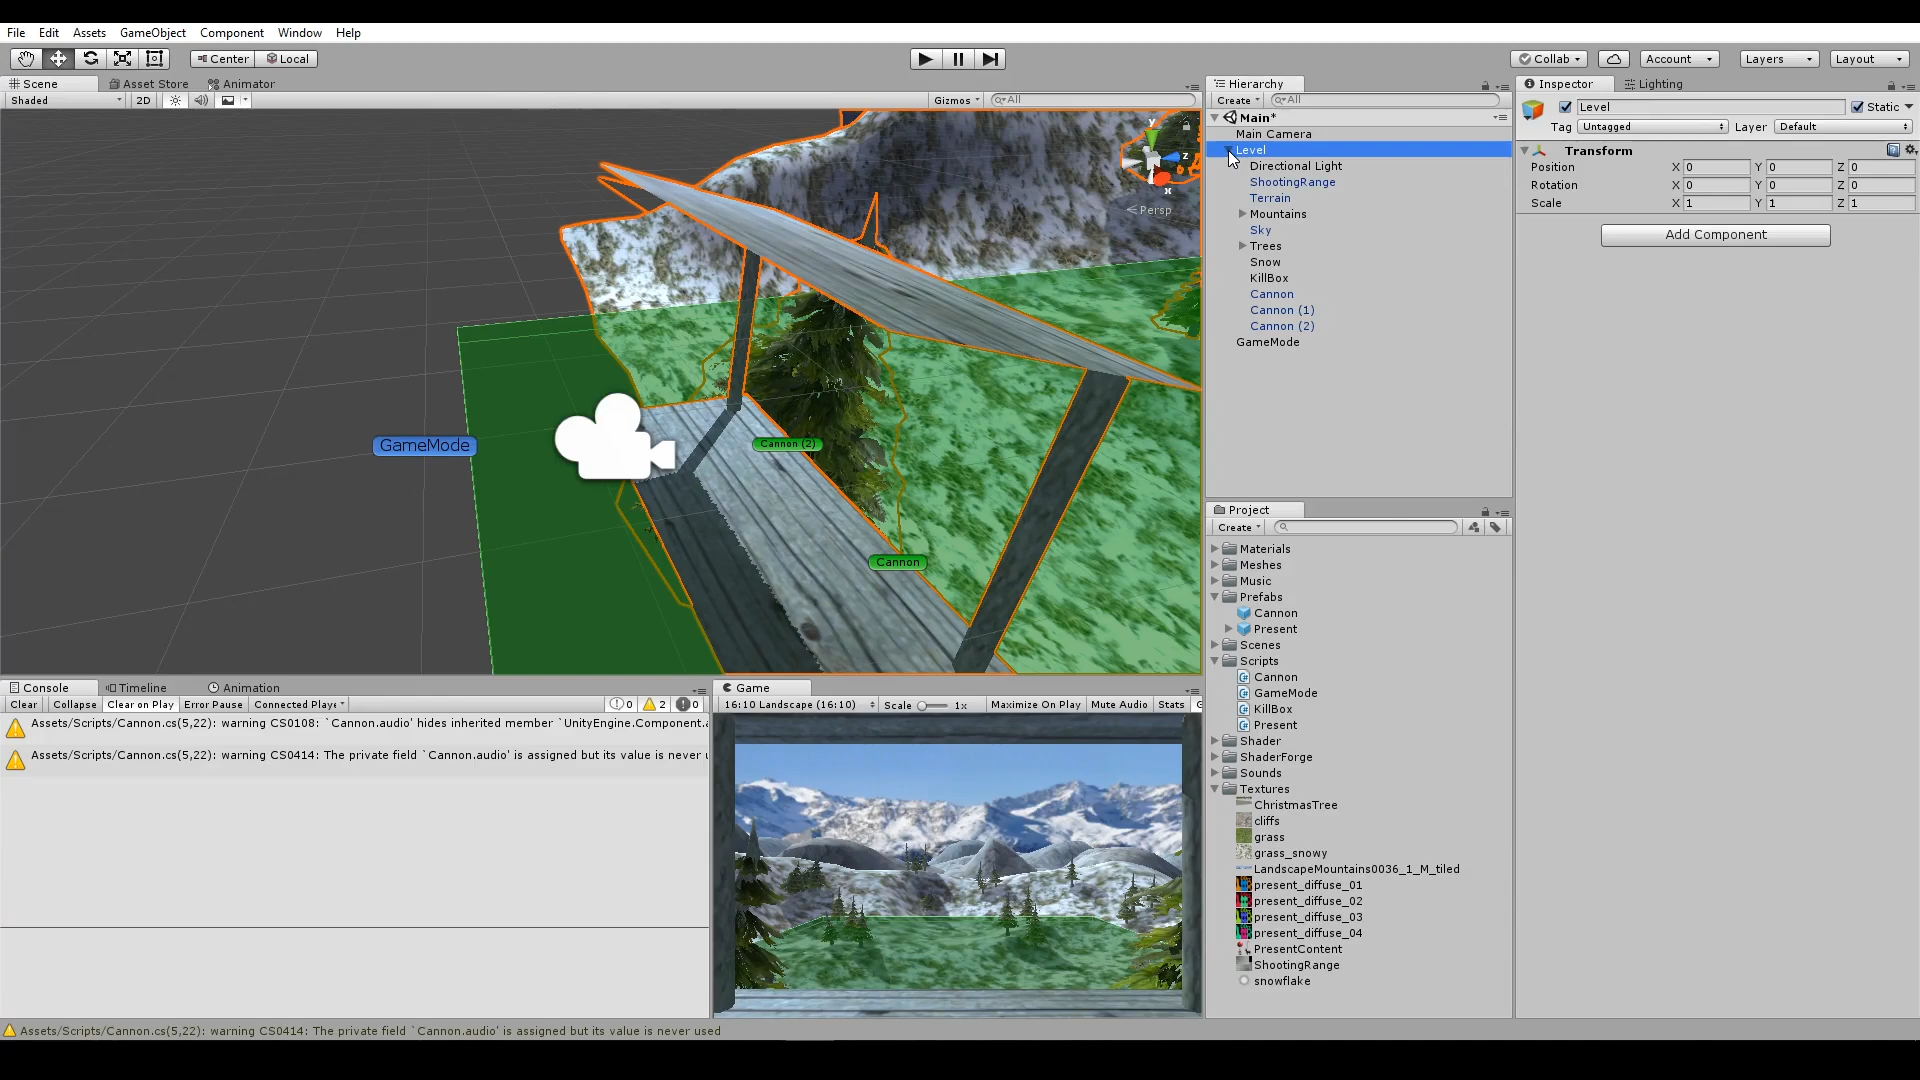 File Edit Assets GameObject Component Window Help
Center Local Collab Account Layers Layout
Scene Asset Store Animator
Shaded 2D Gizmos All
y
z
x
Persp
GameMode
Cannon (2)
Cannon
Hierarchy
Create All
Main*
Main Camera
Level
Directional Light
ShootingRange
Terrain
Mountains
Sky
Trees
Snow
KillBox
Cannon
Cannon (1)
Cannon (2)
GameMode
Inspector Lighting
Level Static
Tag Untagged Layer Default
Transform
Position X 0 Y 0 Z 0
Rotation X 0 Y 0 Z 0
Scale X 1 Y 1 Z 1
Add Component
Project
Create
Materials
Meshes
Music
Prefabs
Cannon
Present
Scenes
Scripts
Cannon
GameMode
KillBox
Present
Shader
ShaderForge
Sounds
Textures
ChristmasTree
cliffs
grass
grass_snowy
LandscapeMountains0036_1_M_tiled
present_diffuse_01
present_diffuse_02
present_diffuse_03
present_diffuse_04
PresentContent
ShootingRange
snowflake
Console Timeline Animation
Clear Collapse Clear on Play Error Pause Connected Playe 0 2 0
Assets/Scripts/Cannon.cs(5,22): warning CS0108: `Cannon.audio' hides inherited member `UnityEngine.Component.a
Assets/Scripts/Cannon.cs(5,22): warning CS0414: The private field `Cannon.audio' is assigned but its value is never u
Game
16:10 Landscape (16:10) Scale 1x Maximize On Play Mute Audio Stats G
Assets/Scripts/Cannon.cs(5,22): warning CS0414: The private field `Cannon.audio' is assigned but its value is never used